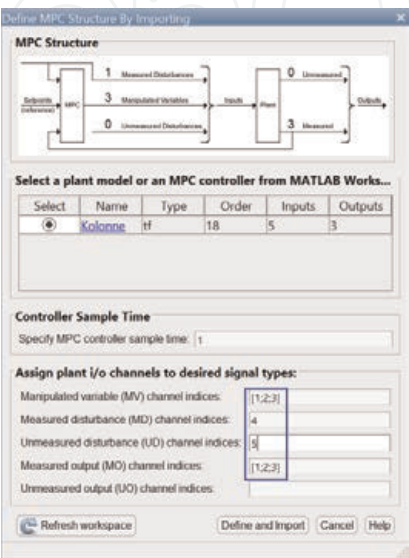 Define MPC Structure By Importing
MPC Structure
1 Measured Disturbances
0 Unmeasured
Setpoints (reference)
MPC
3 Manipulated Variables
Inputs
Plant
Outputs
0 Unmeasured Disturbances
3 Measured
Select a plant model or an MPC controller from MATLAB Works...
Select Name Type Order Inputs Outputs
Kolonne tf 18 5 3
Controller Sample Time
Specify MPC controller sample time: 1
Assign plant i/o channels to desired signal types:
Manipulated variable (MV) channel indices: [1;2;3]
Measured disturbance (MD) channel indices: 4
Unmeasured disturbance (UD) channel indices: 5
Measured output (MO) channel indices: [1;2;3]
Unmeasured output (UO) channel indices:
Refresh workspace Define and Import Cancel Help